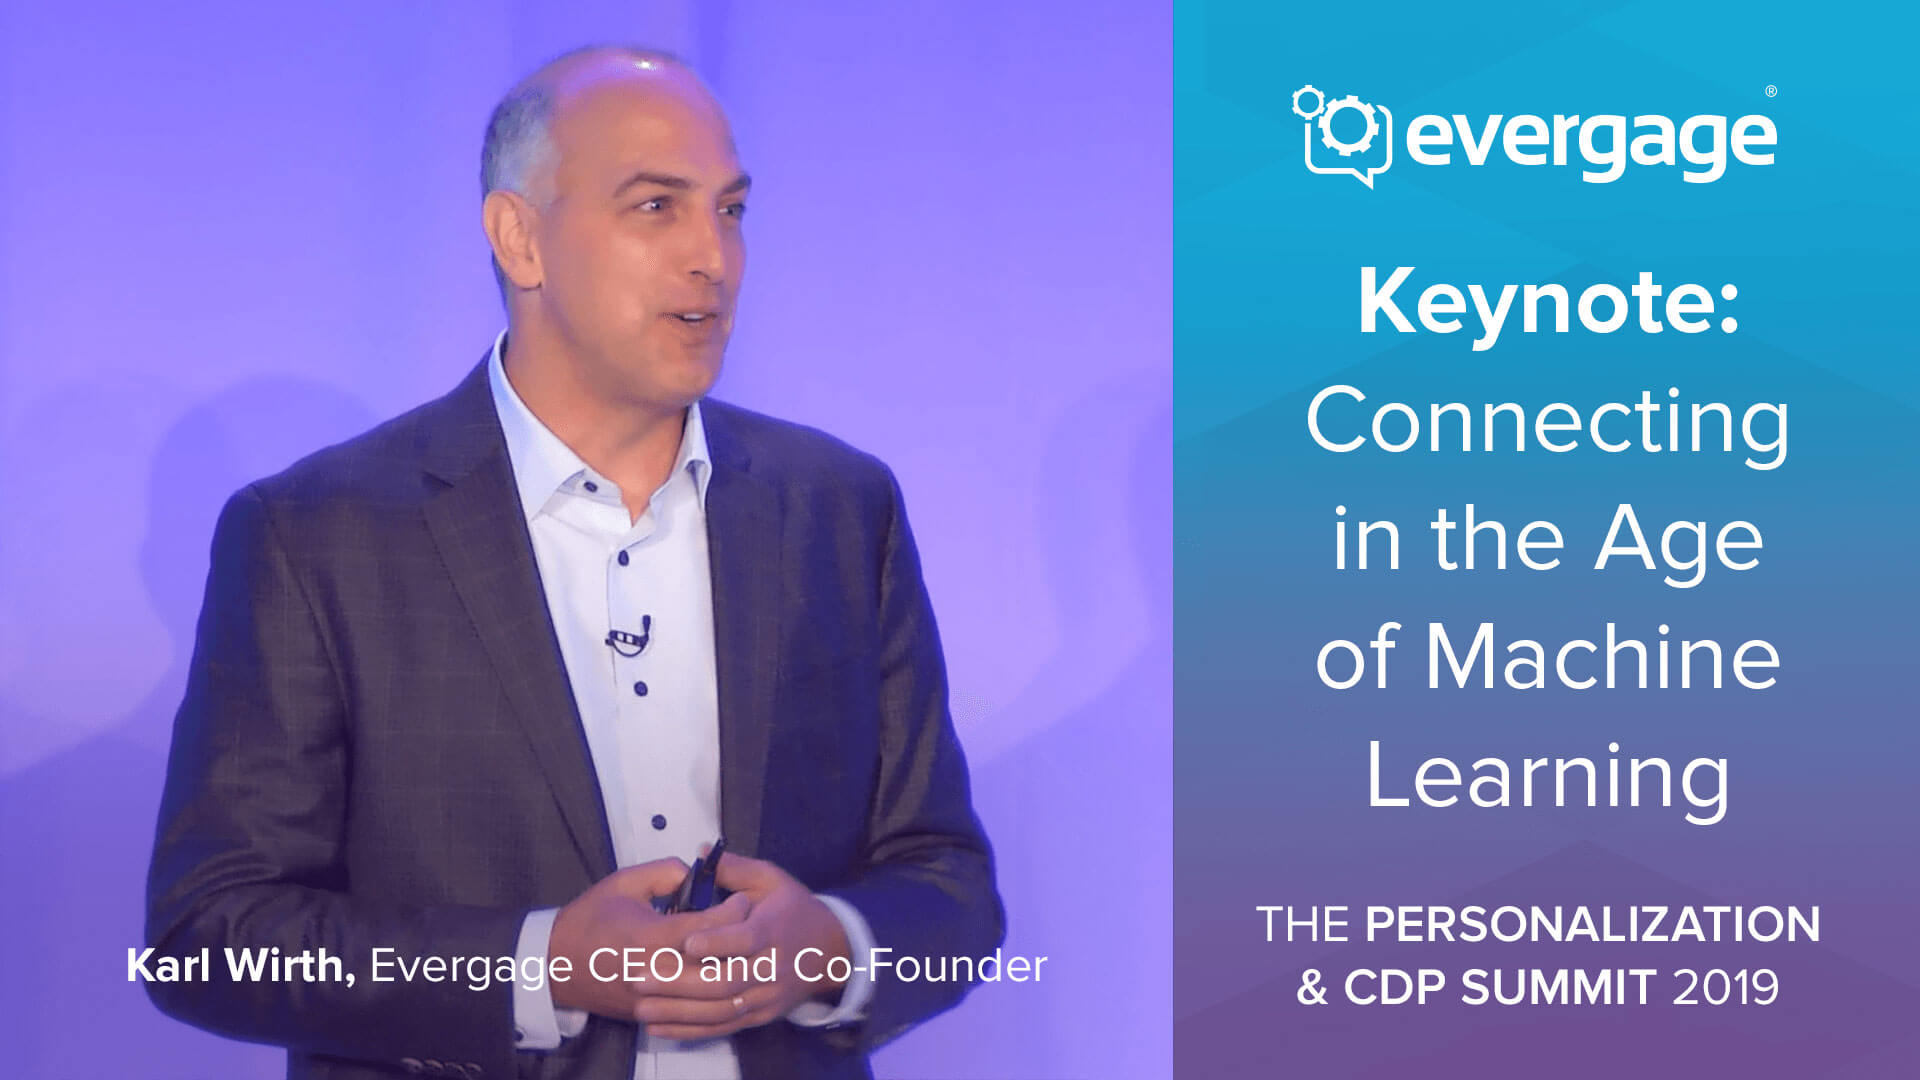 evergage®
Keynote:
Connecting
in the Age
of Machine
Learning
THE PERSONALIZATION
& CDP SUMMIT 2019
Karl Wirth, Evergage CEO and Co-Founder